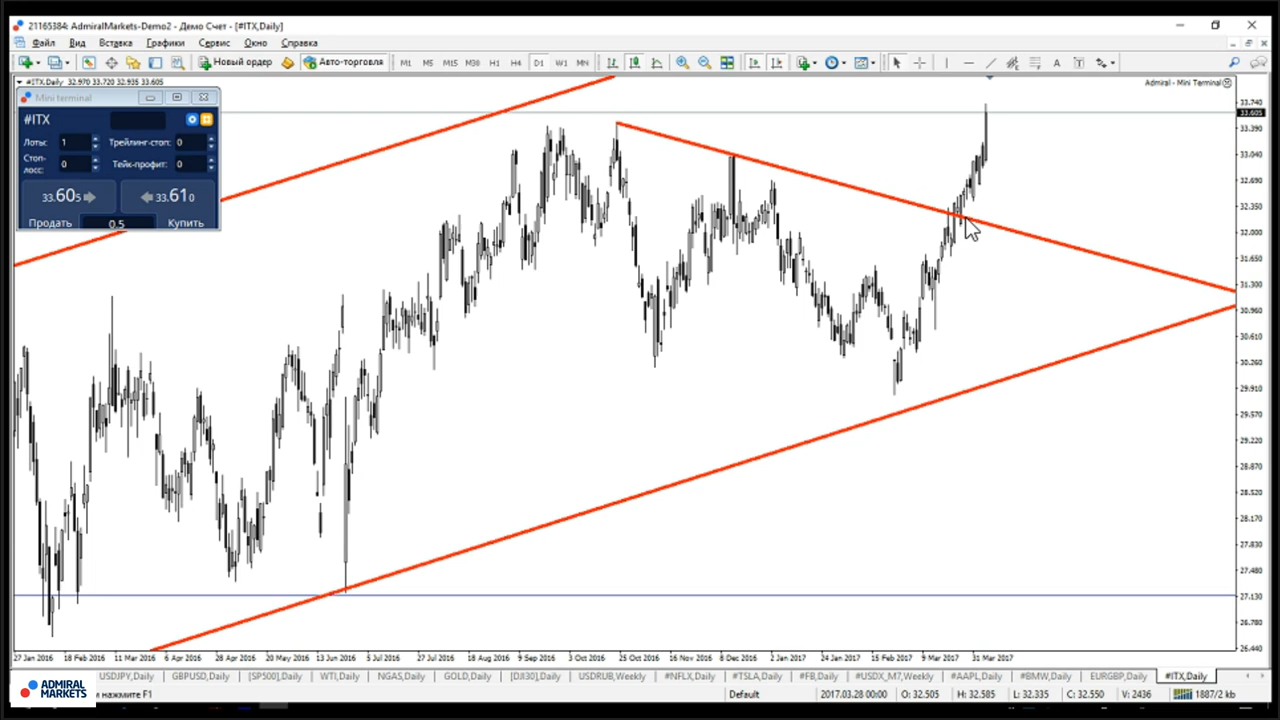 21165384: AdmiralMarkets-Demo2 - Демо Счет - [#ITX,Daily]
Файл Вид Вставка Графики Сервис Окно Справка
Новый ордер Авто-торговля M1 M5 M15 M30 H1 H4 D1 W1 MN
#ITX,Daily 32.970 33.720 32.935 33.605
Admiral - Mini Terminal
Mini terminal
#ITX
Лоты: 1 Трейлинг-стоп: 0
Стоп-лосс: 0 Тейк-профит: 0
33.605 33.610
Продать 0.5 Купить
33.740
33.605
33.390
33.040
32.690
32.350
32.000
31.650
31.300
30.960
30.610
30.260
29.910
29.570
29.220
28.870
28.520
28.170
27.830
27.480
27.130
26.780
26.440
27 Jan 2016 18 Feb 2016 11 Mar 2016 6 Apr 2016 28 Apr 2016 20 May 2016 13 Jun 2016 5 Jul 2016 27 Jul 2016 18 Aug 2016 9 Sep 2016 3 Oct 2016 25 Oct 2016 16 Nov 2016 8 Dec 2016 2 Jan 2017 24 Jan 2017 15 Feb 2017 9 Mar 2017 31 Mar 2017
USDJPY,Daily GBPUSD,Daily [SP500],Daily WTI,Daily NGAS,Daily GOLD,Daily [DJI30],Daily USDRUB,Weekly #NFLX,Daily #TSLA,Daily #FB,Daily #USDX_M7,Weekly #AAPL,Daily #BMW,Daily EURGBP,Daily #ITX,Daily
ADMIRAL MARKETS
и нажмите F1 Default 2017.03.28 00:00 O: 32.505 H: 32.585 L: 32.335 C: 32.550 V: 2436 1887/2 kb